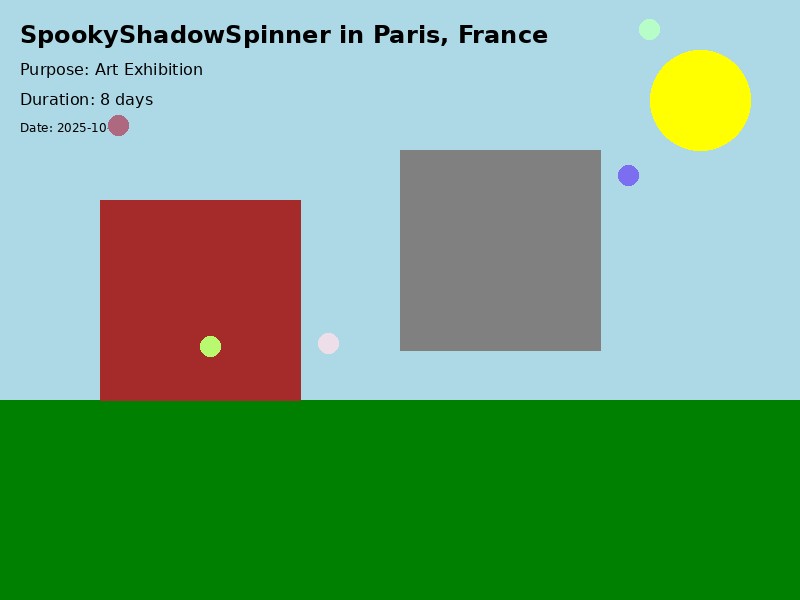 SpookyShadowSpinner in Paris, France
Purpose: Art Exhibition
Duration: 8 days
Date: 2025-10-